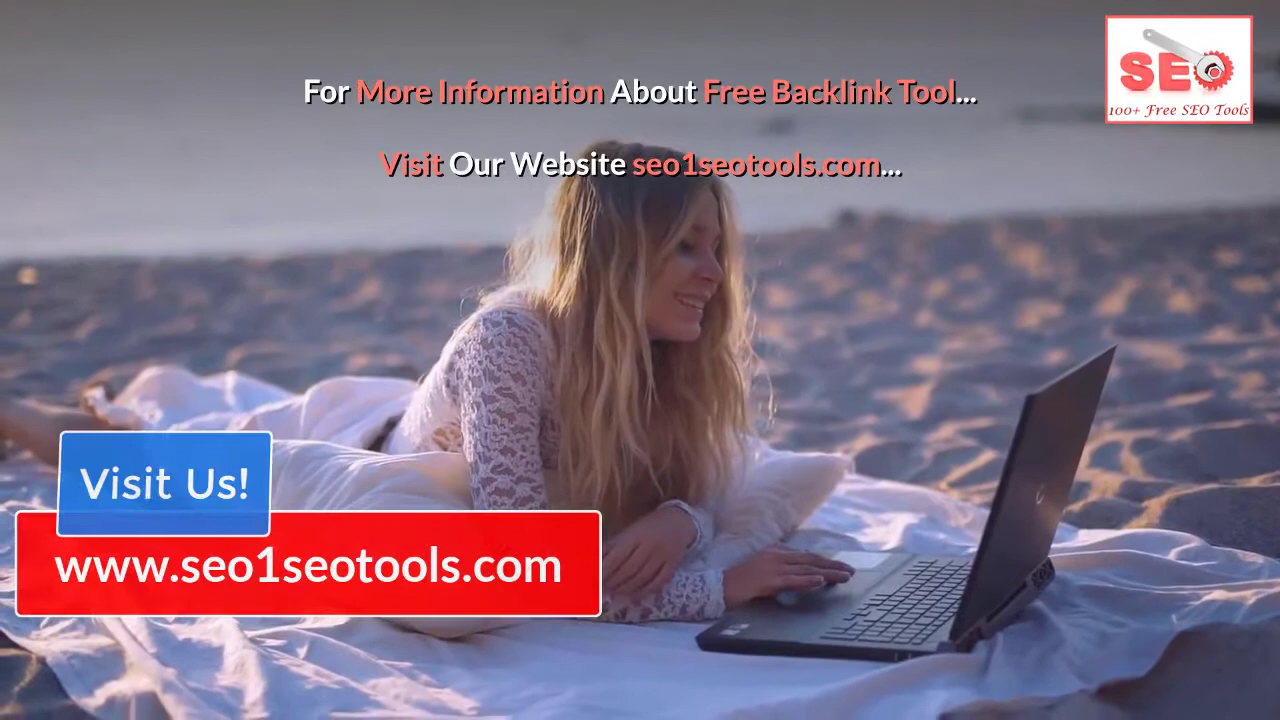 For More Information About Free Backlink Tool...
SEO
100+ Free SEO Tools
Visit Our Website seo1seotools.com...
Visit Us!
www.seo1seotools.com